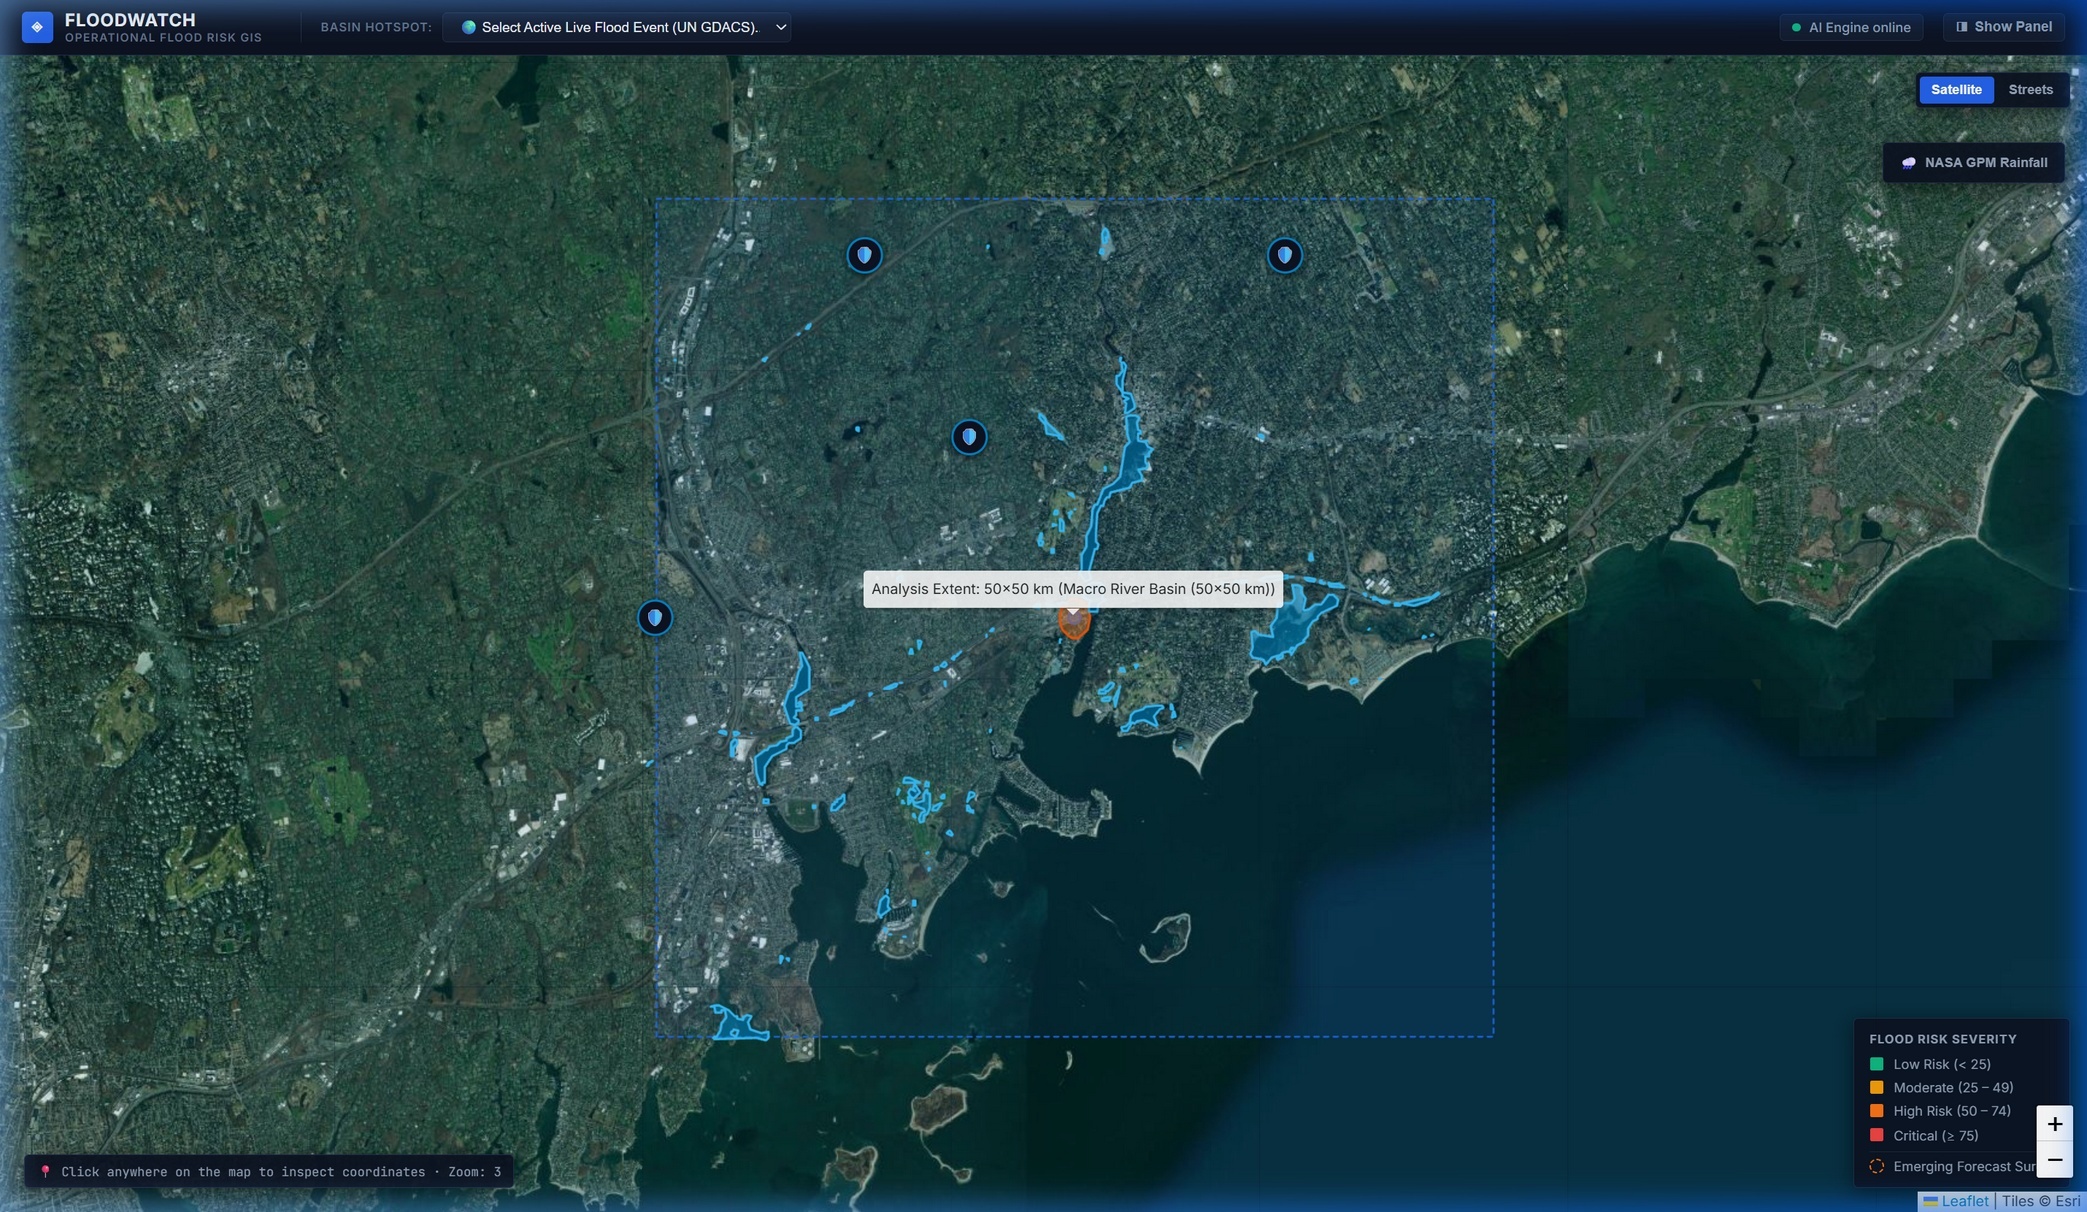 FLOODWATCH
OPERATIONAL FLOOD RISK GIS
BASIN HOTSPOT:
Select Active Live Flood Event (UN GDACS)..
AI Engine online
Show Panel
Satellite
Streets
NASA GPM Rainfall
Analysis Extent: 50×50 km (Macro River Basin (50×50 km))
FLOOD RISK SEVERITY
Low Risk (< 25)
Moderate (25 – 49)
High Risk (50 – 74)
Critical (≥ 75)
Emerging Forecast Sur
+
−
Click anywhere on the map to inspect coordinates · Zoom: 3
Leaflet | Tiles © Esri